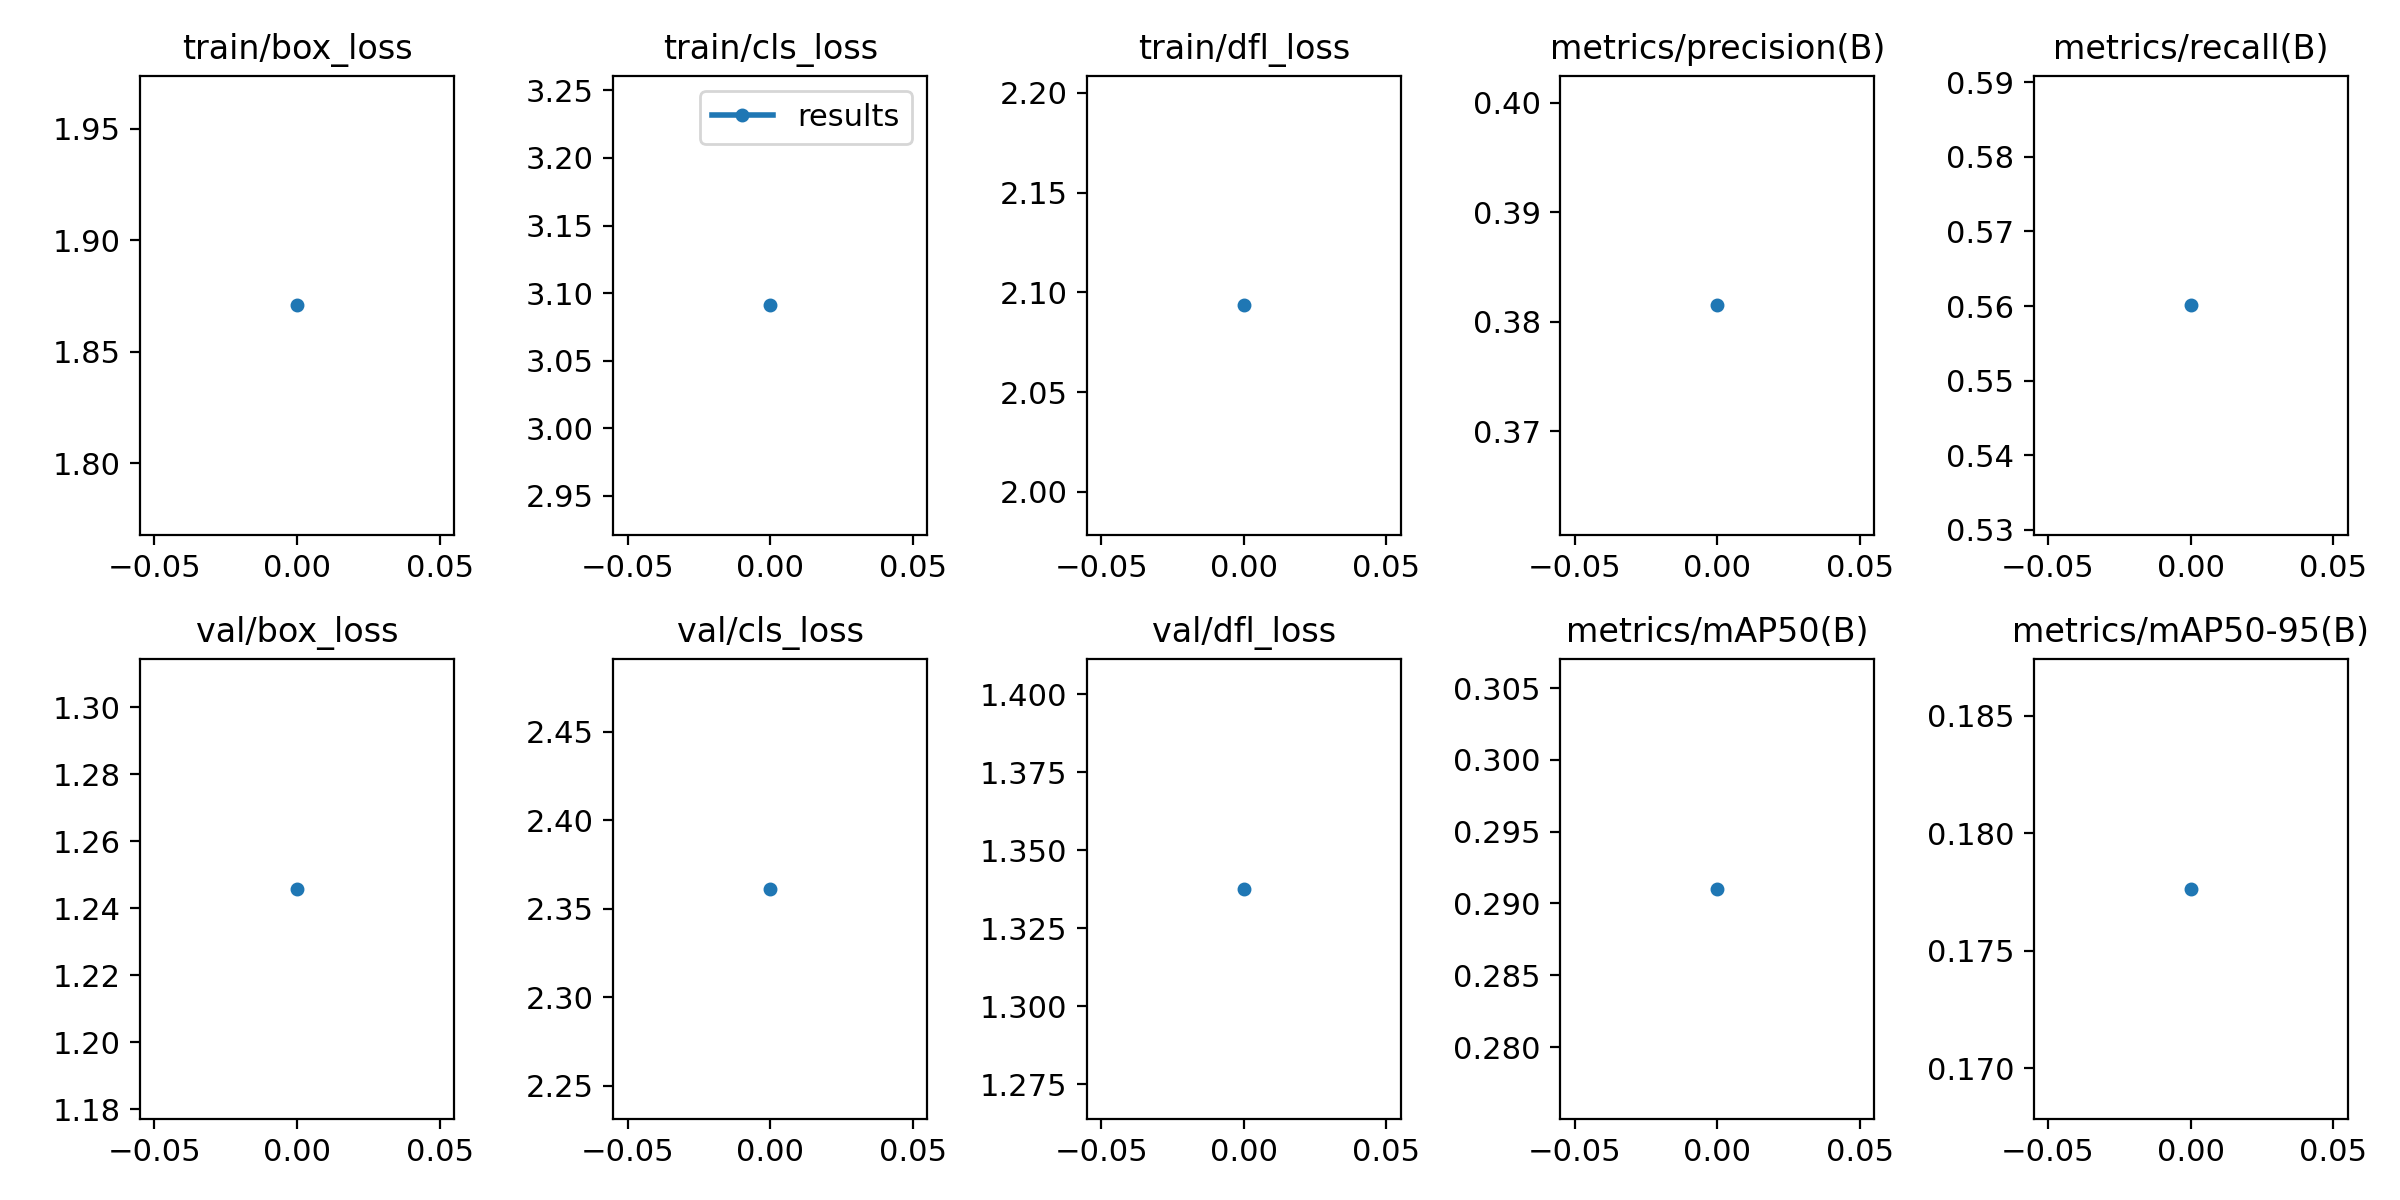 train/box_loss
1.95
1.90
1.85
1.80
−0.05 0.00 0.05
train/cls_loss
results
3.25
3.20
3.15
3.10
3.05
3.00
2.95
−0.05 0.00 0.05
train/dfl_loss
2.20
2.15
2.10
2.05
2.00
−0.05 0.00 0.05
metrics/precision(B)
0.40
0.39
0.38
0.37
−0.05 0.00 0.05
metrics/recall(B)
0.59
0.58
0.57
0.56
0.55
0.54
0.53
−0.05 0.00 0.05
val/box_loss
1.30
1.28
1.26
1.24
1.22
1.20
1.18
−0.05 0.00 0.05
val/cls_loss
2.45
2.40
2.35
2.30
2.25
−0.05 0.00 0.05
val/dfl_loss
1.400
1.375
1.350
1.325
1.300
1.275
−0.05 0.00 0.05
metrics/mAP50(B)
0.305
0.300
0.295
0.290
0.285
0.280
−0.05 0.00 0.05
metrics/mAP50-95(B)
0.185
0.180
0.175
0.170
−0.05 0.00 0.05